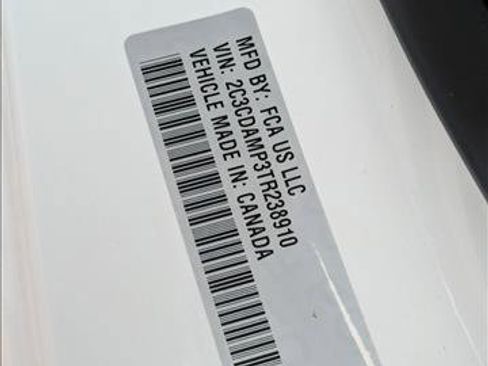 MFD BY: FCA US LLC
VIN: 2C3CDAMP3TR238910
VEHICLE MADE IN: CANADA